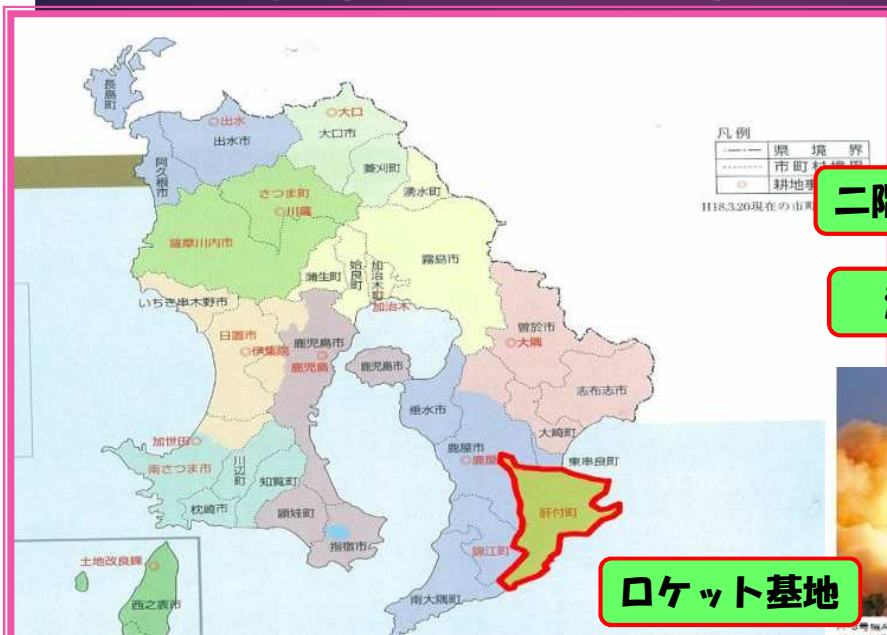 長島町
出水
大口
出水市
大口市
阿久根市
菱刈町
湧水町
さつま町
川薩
薩摩川内市
霧島市
蒲生町
姶良町
加治木町
加治木
いちき串木野市
日置市
伊集院
鹿児島市
鹿児島
鹿児島市
曽於市
大隅
志布志市
垂水市
大崎町
鹿屋市
鹿屋
東串良町
加世田
南さつま市
川辺町
知覧町
枕崎市
頴娃町
指宿市
肝付町
錦江町
南大隅町
土地改良課
西之表市
凡例
県境界
市町村境界
耕地事
H18.3.20現在の市町
二階
ロケット基地